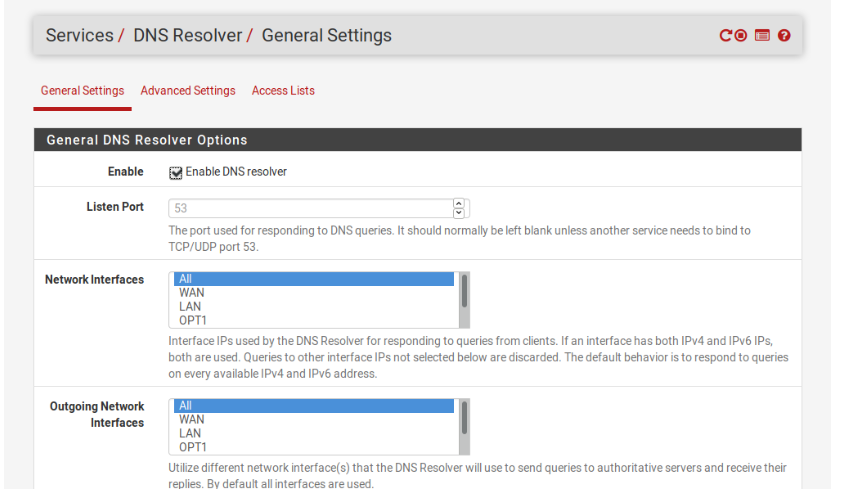 Services / DNS Resolver / General Settings
General Settings Advanced Settings Access Lists
General DNS Resolver Options
Enable Enable DNS resolver
Listen Port 53
The port used for responding to DNS queries. It should normally be left blank unless another service needs to bind to
TCP/UDP port 53.
Network Interfaces All
WAN
LAN
OPT1
Interface IPs used by the DNS Resolver for responding to queries from clients. If an interface has both IPv4 and IPv6 IPs,
both are used. Queries to other interface IPs not selected below are discarded. The default behavior is to respond to queries
on every available IPv4 and IPv6 address.
Outgoing Network
Interfaces
All
WAN
LAN
OPT1
Utilize different network interface(s) that the DNS Resolver will use to send queries to authoritative servers and receive their
replies. By default all interfaces are used.